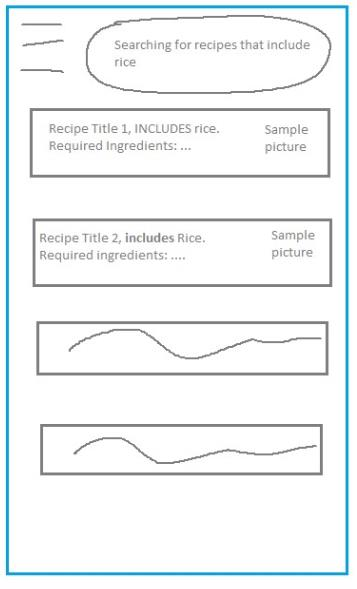 Searching for recipes that include
rice
Recipe Title 1, INCLUDES rice.
Required Ingredients: ...
Sample
picture
Recipe Title 2, includes Rice.
Required ingredients: ....
Sample
picture